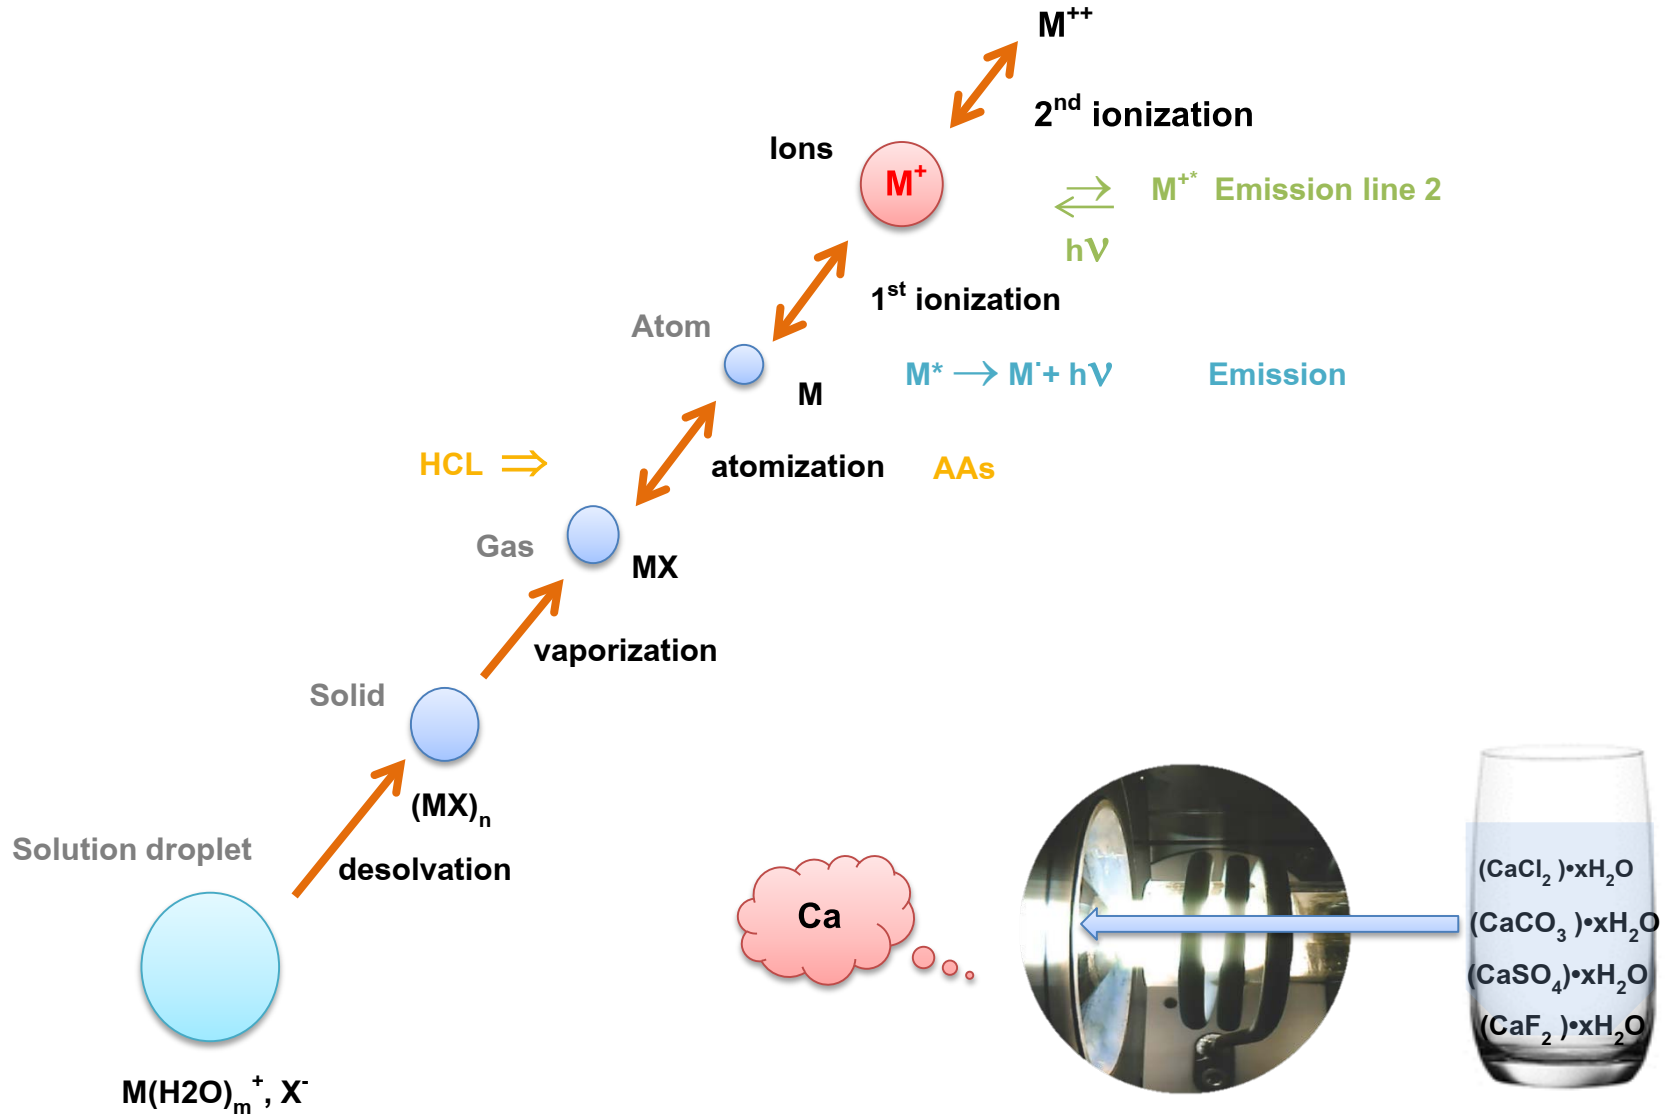 M⁺⁺
2ⁿᵈ ionization
Ions
M⁺
M⁺* Emission line 2
hν
1ˢᵗ ionization
Atom
M* → M˙+ hν Emission
M
HCL ⇒
atomization AAs
Gas
MX
vaporization
Solid
(MX)ₙ
Solution droplet
desolvation
M(H2O)ₘ⁺, X⁻
Ca
(CaCl₂ )•xH₂O
(CaCO₃ )•xH₂O
(CaSO₄)•xH₂O
(CaF₂ )•xH₂O